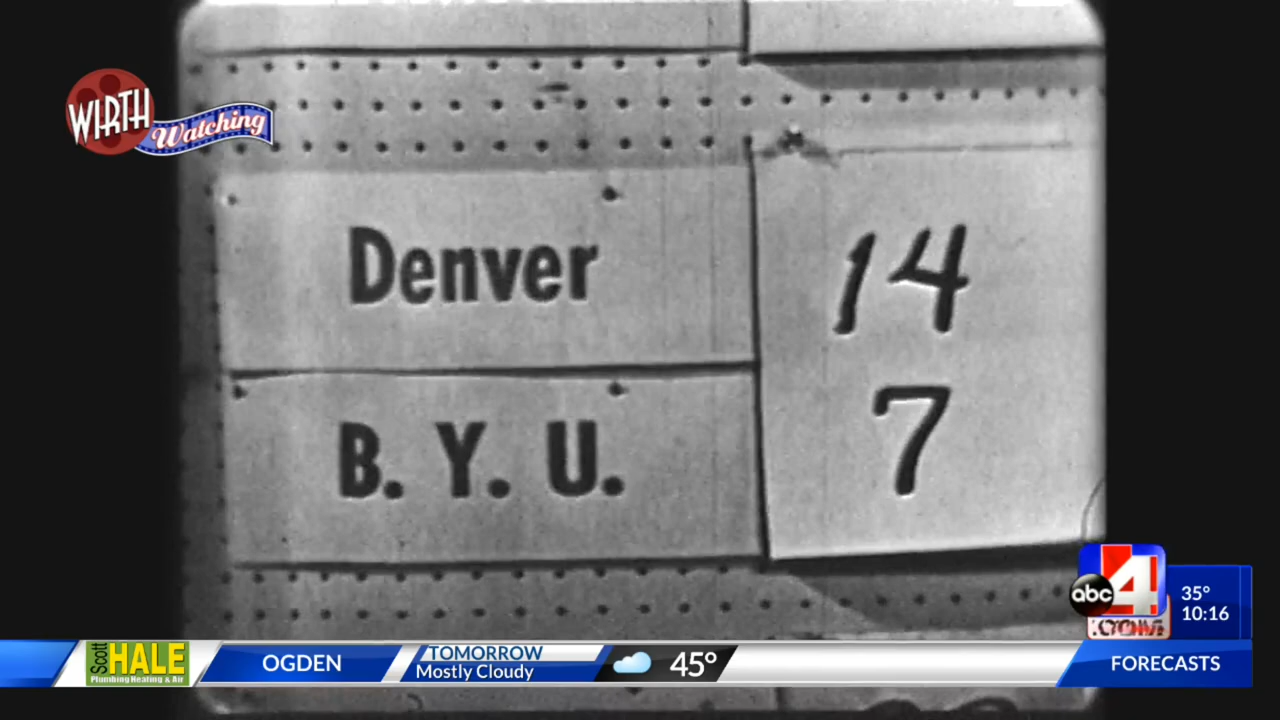 WIRTH
Watching
Denver 14
B. Y. U. 7
abc 4
35°
10:16
Scott HALE
Plumbing Heating & Air
OGDEN
TOMORROW
Mostly Cloudy
45°
FORECASTS